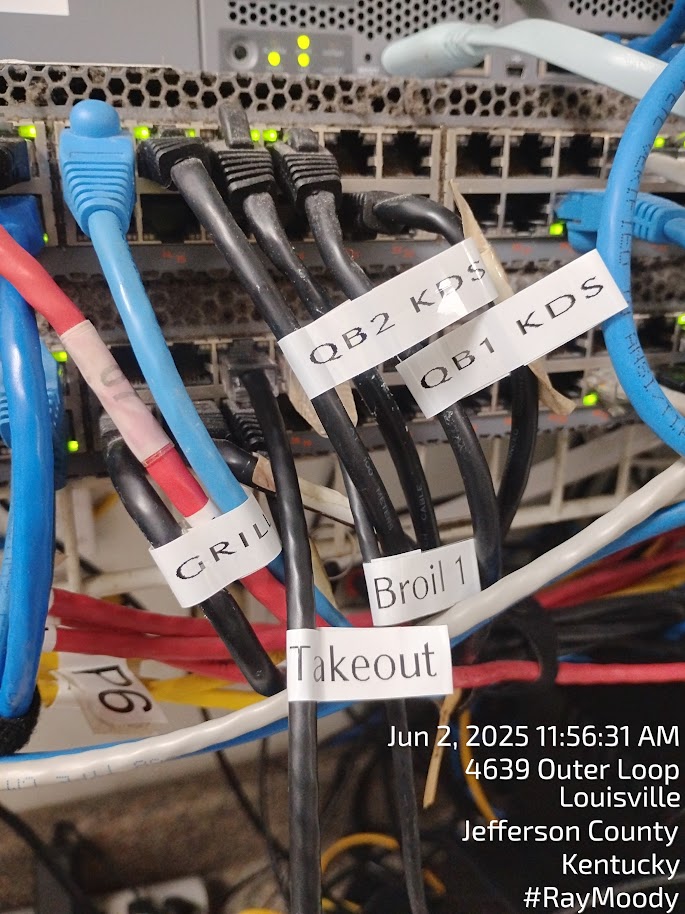 QB2 KDS
QB1 KDS
GRILL
Broil 1
Takeout
P6
Jun 2, 2025 11:56:31 AM
4639 Outer Loop
Louisville
Jefferson County
Kentucky
#RayMoody